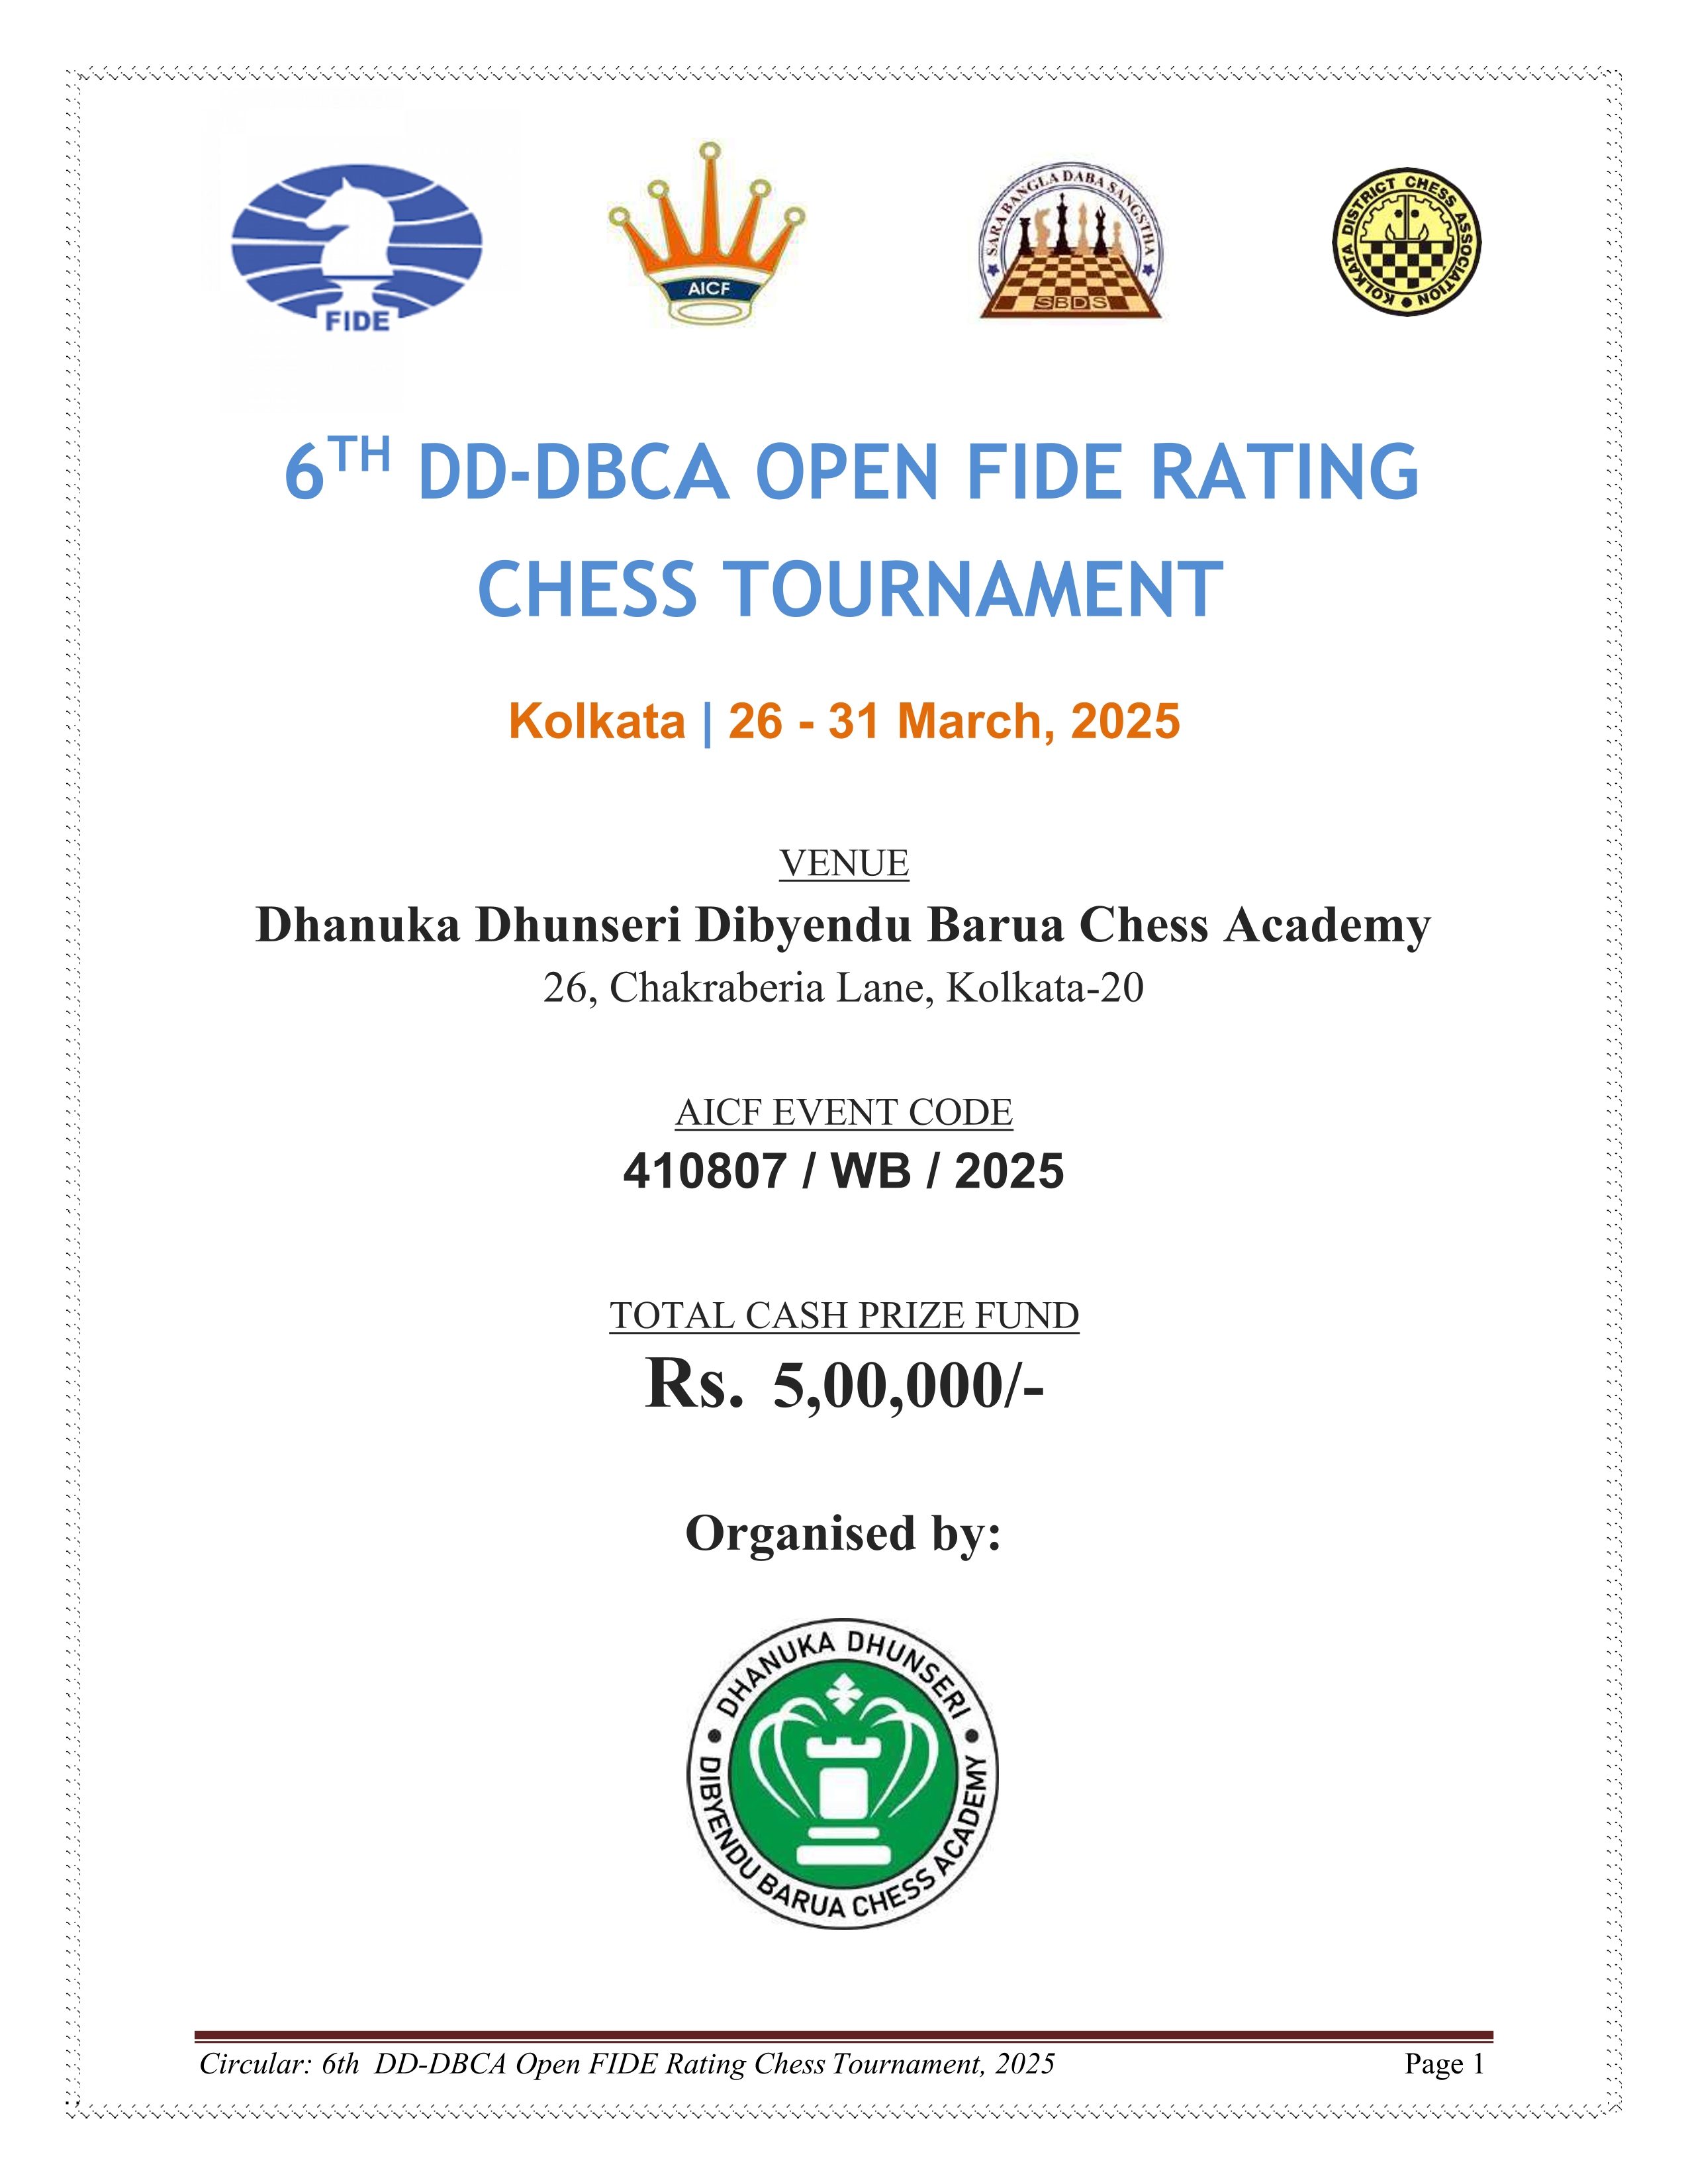 FIDE
AICF
SARA BANGLA DABA SANGSTHA
SBDS
KOLKATA DISTRICT CHESS ASSOCIATION
6TH DD-DBCA OPEN FIDE RATING
CHESS TOURNAMENT
Kolkata | 26 - 31 March, 2025
VENUE
Dhanuka Dhunseri Dibyendu Barua Chess Academy
26, Chakraberia Lane, Kolkata-20
AICF EVENT CODE
410807 / WB / 2025
TOTAL CASH PRIZE FUND
Rs. 5,00,000/-
Organised by:
DHANUKA DHUNSERI
DIBYENDU BARUA CHESS ACADEMY
Circular: 6th DD-DBCA Open FIDE Rating Chess Tournament, 2025 Page 1